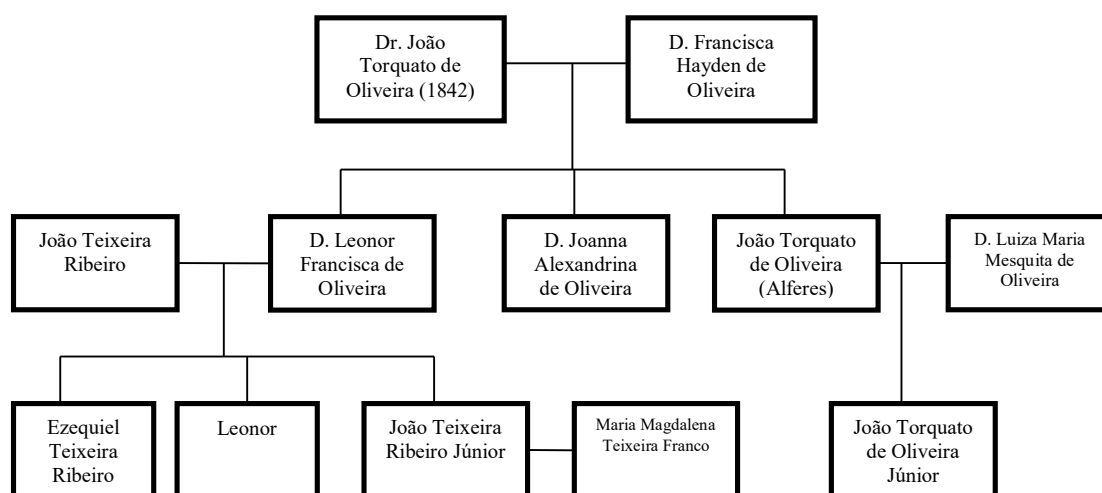 Dr. João
Torquato de
Oliveira (1842)
D. Francisca
Hayden de
Oliveira
João Teixeira
Ribeiro
D. Leonor
Francisca de
Oliveira
D. Joanna
Alexandrina
de Oliveira
João Torquato
de Oliveira
(Alferes)
D. Luiza Maria
Mesquita de
Oliveira
Ezequiel
Teixeira
Ribeiro
Leonor
João Teixeira
Ribeiro Júnior
Maria Magdalena
Teixeira Franco
João Torquato
de Oliveira
Júnior